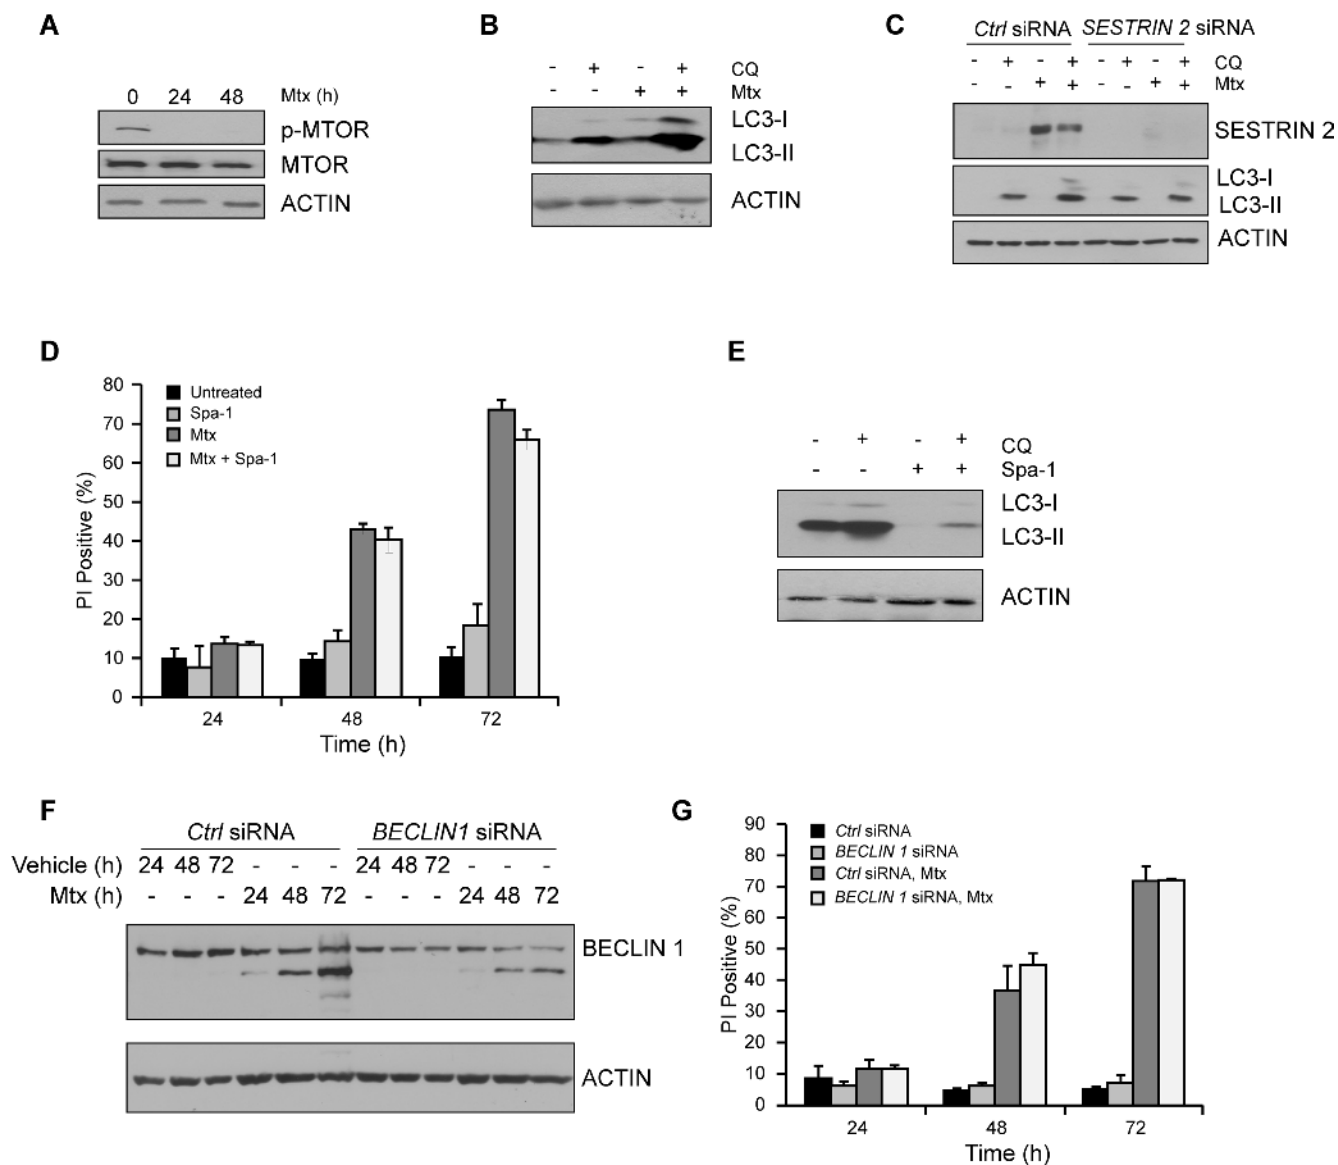 A
0 24 48 Mtx (h)
p-MTOR
MTOR
ACTIN
B
- + - + CQ
- - + + Mtx
LC3-I
LC3-II
ACTIN
C
Ctrl siRNA SESTRIN 2 siRNA
- + - + - + - + CQ
- - + + - - + + Mtx
SESTRIN 2
LC3-I
LC3-II
ACTIN
D
PI Positive (%)
80
70
60
50
40
30
20
10
0
Untreated
Spa-1
Mtx
Mtx + Spa-1
24 48 72
Time (h)
E
- + - + CQ
- - + + Spa-1
LC3-I
LC3-II
ACTIN
F
Ctrl siRNA BECLIN1 siRNA
Vehicle (h) 24 48 72 - - - 24 48 72 - - -
Mtx (h) - - - 24 48 72 - - - 24 48 72
BECLIN 1
ACTIN
G
PI Positive (%)
90
80
70
60
50
40
30
20
10
0
Ctrl siRNA
BECLIN 1 siRNA
Ctrl siRNA, Mtx
BECLIN 1 siRNA, Mtx
24 48 72
Time (h)